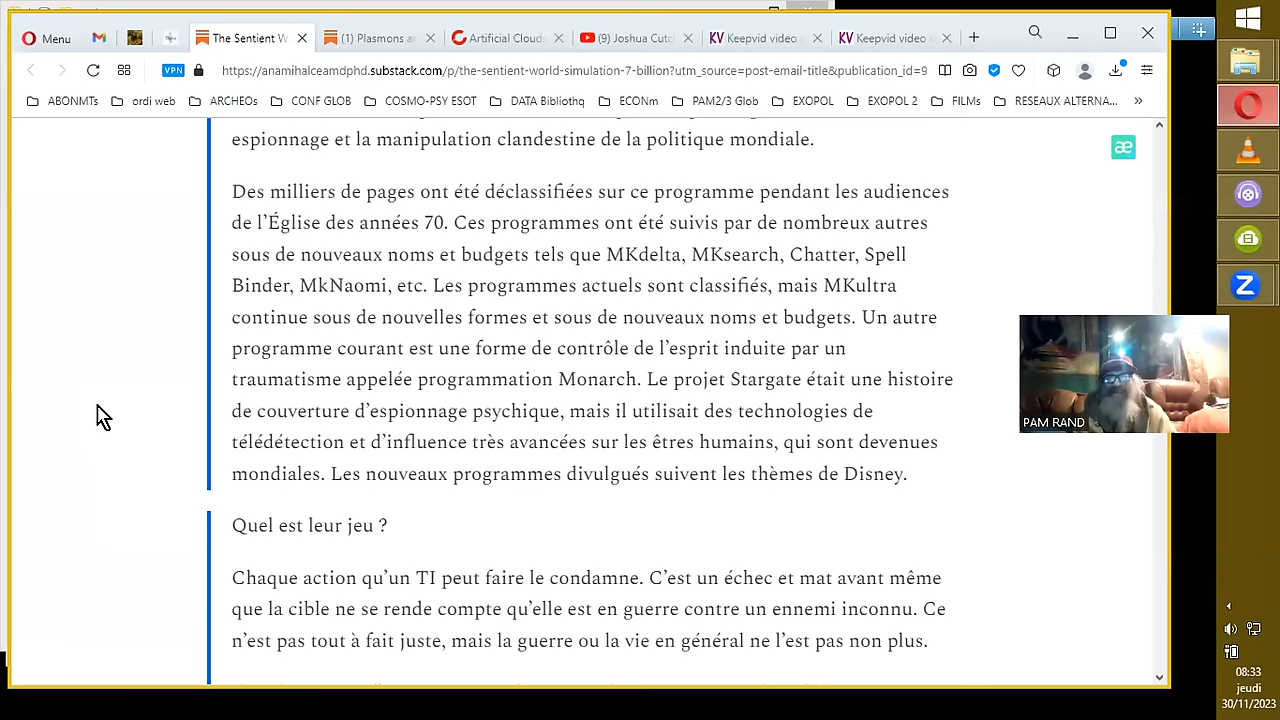 Menu
The Sentient W
(1) Plasmons a
Artificial Cloud
(9) Joshua Cutc
KV Keepvid video
KV Keepvid video
VPN
https://anamihalceamdphd.substack.com/p/the-sentient-world-simulation-7-billion?utm_source=post-email-title&publication_id=9
ABONMTs
ordi web
ARCHEOs
CONF GLOB
COSMO-PSY ESOT
DATA Bibliothq
ECONm
PAM2/3 Glob
EXOPOL
EXOPOL 2
FILMs
RESEAUX ALTERNA...
espionnage et la manipulation clandestine de la politique mondiale.
æ
Des milliers de pages ont été déclassifiées sur ce programme pendant les audiences
de l'Église des années 70. Ces programmes ont été suivis par de nombreux autres
sous de nouveaux noms et budgets tels que MKdelta, MKsearch, Chatter, Spell
Binder, MkNaomi, etc. Les programmes actuels sont classifiés, mais MKultra
continue sous de nouvelles formes et sous de nouveaux noms et budgets. Un autre
programme courant est une forme de contrôle de l'esprit induite par un
traumatisme appelée programmation Monarch. Le projet Stargate était une histoire
de couverture d'espionnage psychique, mais il utilisait des technologies de
télédétection et d'influence très avancées sur les êtres humains, qui sont devenues
mondiales. Les nouveaux programmes divulgués suivent les thèmes de Disney.
Quel est leur jeu ?
Chaque action qu'un TI peut faire le condamne. C'est un échec et mat avant même
que la cible ne se rende compte qu'elle est en guerre contre un ennemi inconnu. Ce
n'est pas tout à fait juste, mais la guerre ou la vie en général ne l'est pas non plus.
PAM RAND
08:33
jeudi
30/11/2023